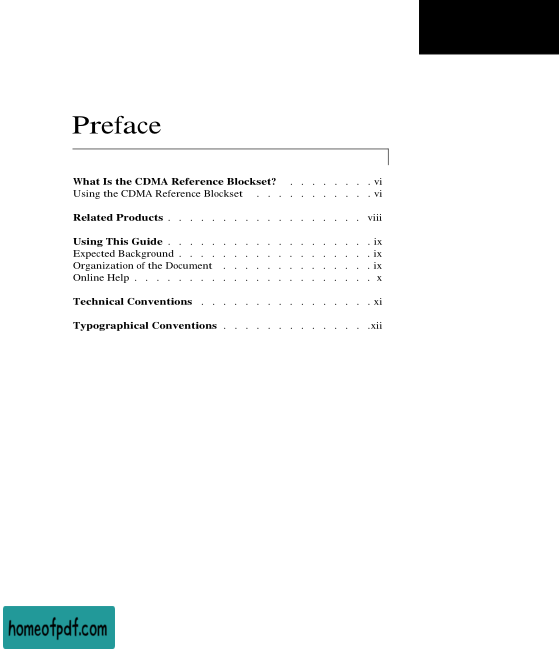 Preface
What Is the CDMA Reference Blockset? . . . . . . . . vi
Using the CDMA Reference Blockset . . . . . . . . . . . vi
Related Products . . . . . . . . . . . . . . . . . . viii
Using This Guide . . . . . . . . . . . . . . . . . . . ix
Expected Background . . . . . . . . . . . . . . . . . . ix
Organization of the Document . . . . . . . . . . . . . . ix
Online Help . . . . . . . . . . . . . . . . . . . . . . x
Technical Conventions . . . . . . . . . . . . . . . . xi
Typographical Conventions . . . . . . . . . . . . . .xii
homeofpdf.com